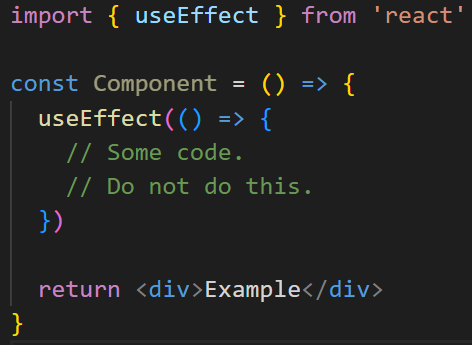 import { useEffect } from 'react'

const Component = () => {
  useEffect(() => {
    // Some code.
    // Do not do this.
  })

  return <div>Example</div>
}